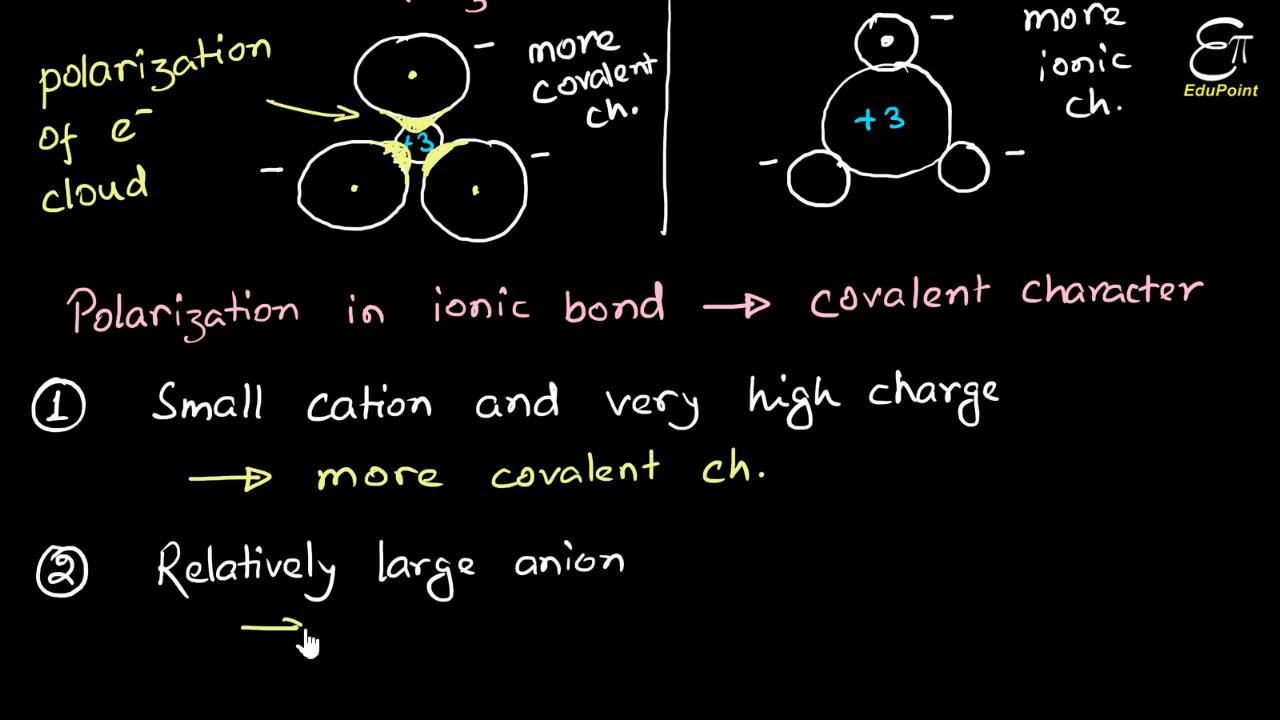 polarization
of e⁻
cloud
+3
-
-
-
more
covalent
ch.
+3
-
-
-
more
ionic
ch.
επ
EduPoint
Polarization in ionic bond → covalent character
① Small cation and very high charge
→ more covalent ch.
② Relatively large anion
→